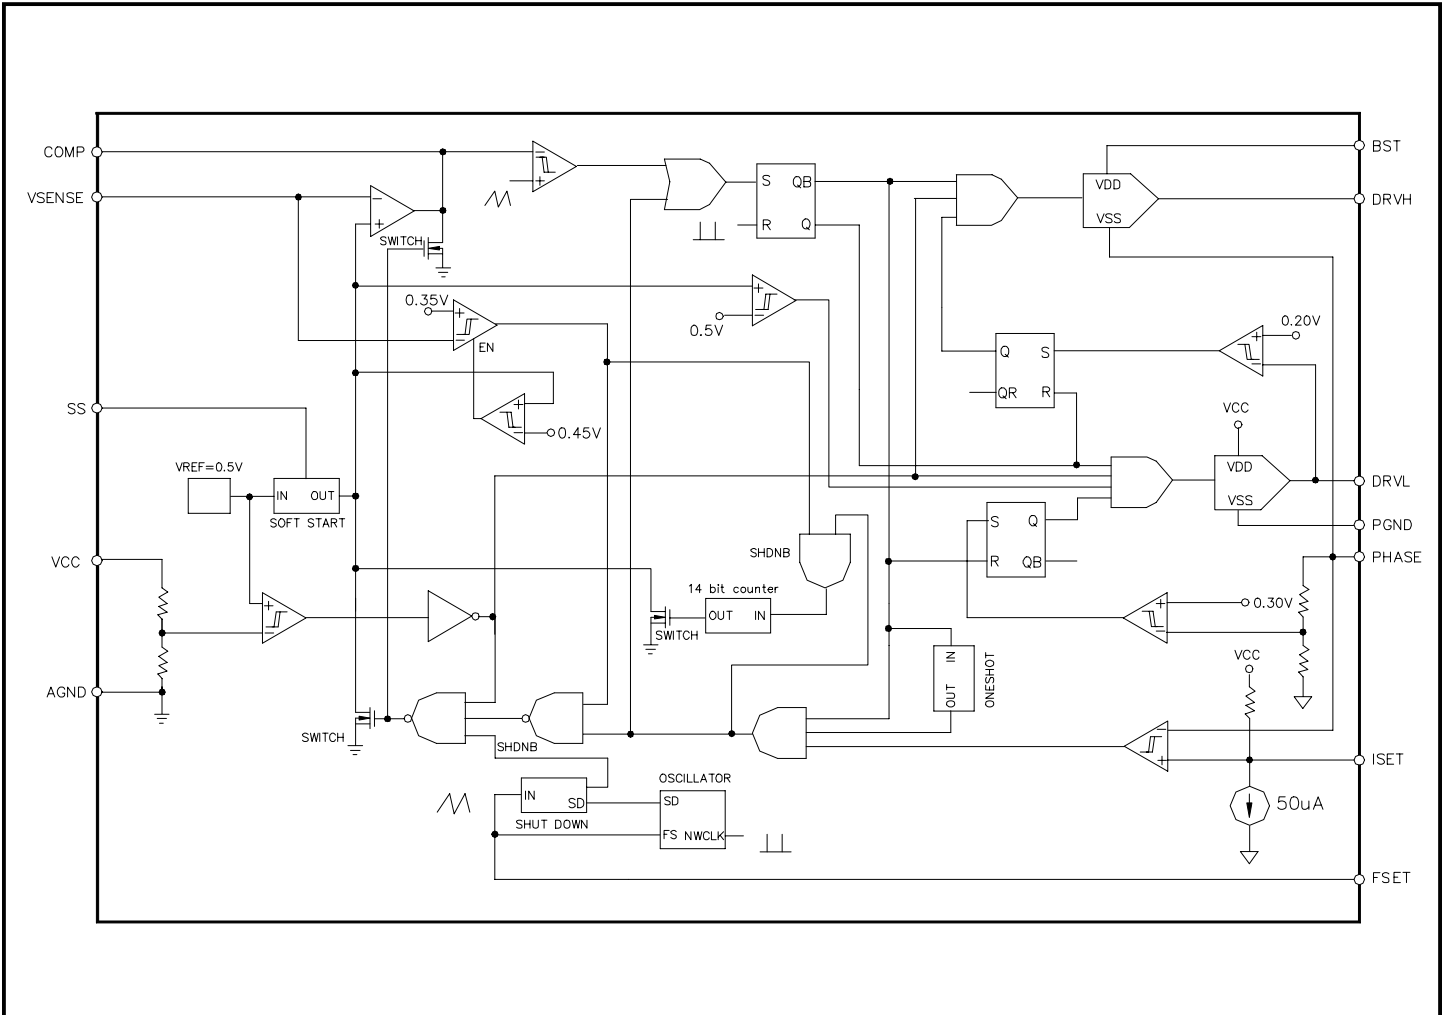 COMP
BST
QB
S
VDD
VSENSE
DRVH
VSS
R
Q
SWITCH
0.35V
0.20V
0.5V
EN
Q
S
QR
R
SS
VCC
0.45V
VREF=0.5V
VDD
DRVL
IN
OUT
VSS
SOFT START
S
Q
PGND
SHDNB
VCC
R
QB
PHASE
14 bit counter
0.30V
OUT
IN
SWITCH
VCC
IN
OUT
ONESHOT
AGND
SWITCH
SHDNB
ISET
OSCILLATOR
IN
SD
SD
50uA
SHUT DOWN
FS
NWCLK
FSET